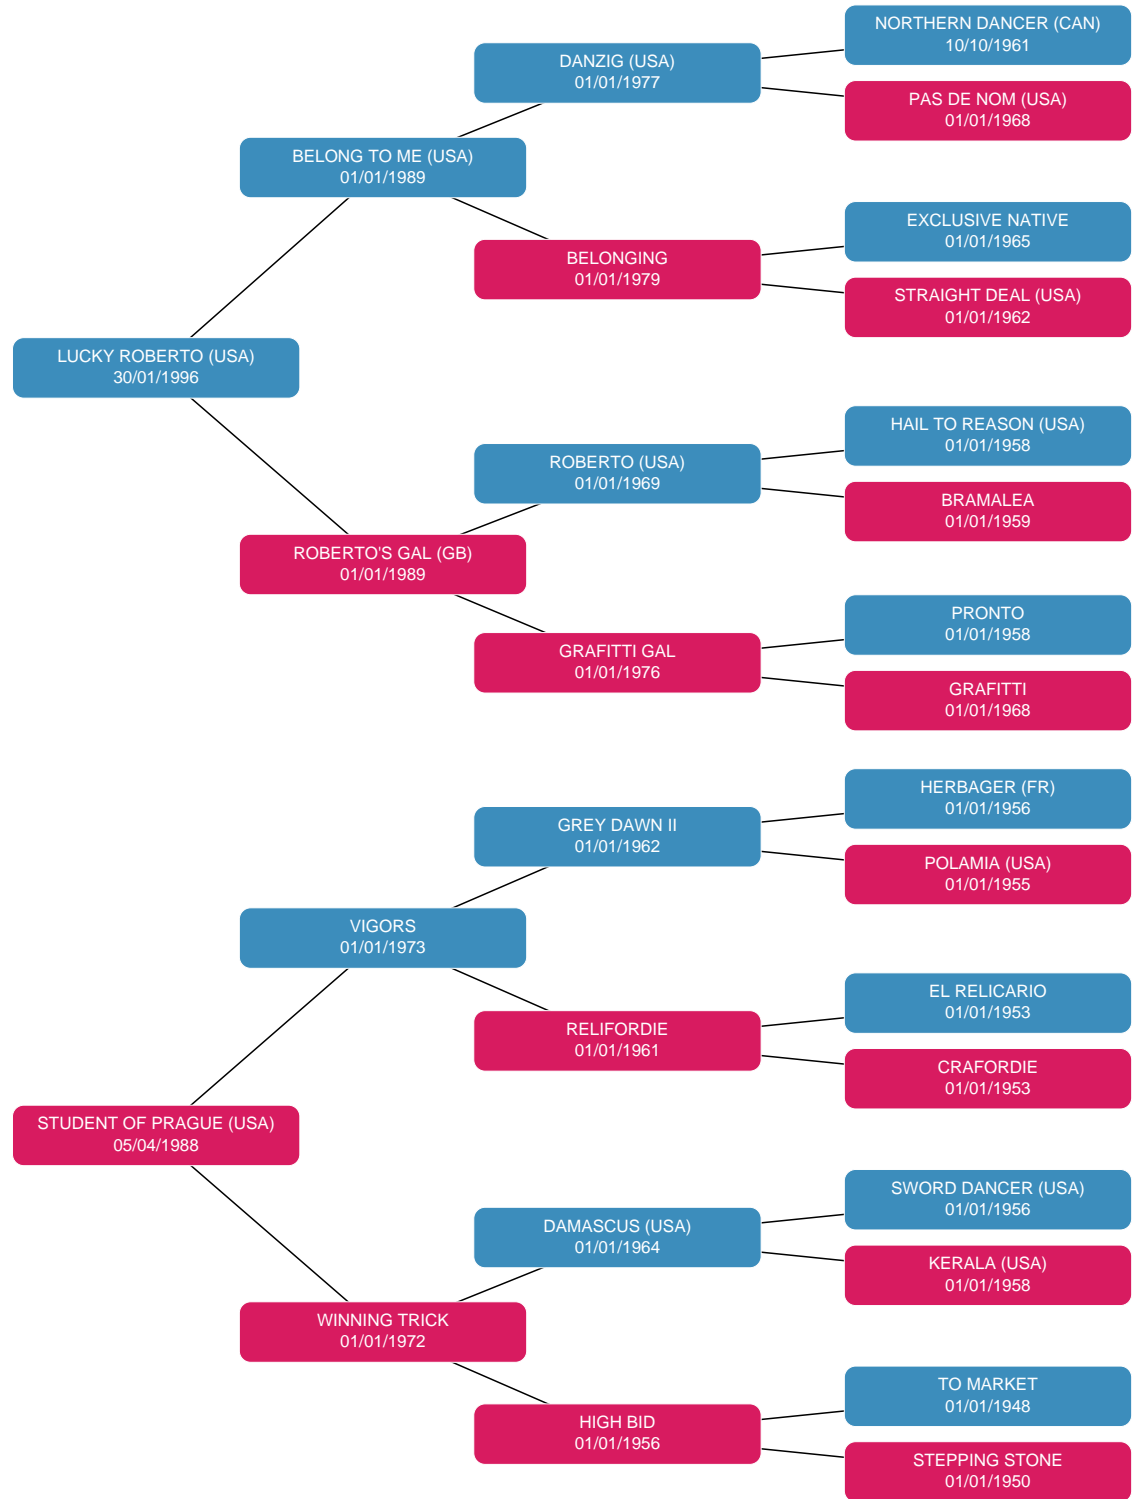 NORTHERN DANCER (CAN)
10/10/1961
DANZIG (USA)
01/01/1977
PAS DE NOM (USA)
01/01/1968
BELONG TO ME (USA)
01/01/1989
EXCLUSIVE NATIVE
01/01/1965
BELONGING
01/01/1979
STRAIGHT DEAL (USA)
01/01/1962
LUCKY ROBERTO (USA)
30/01/1996
HAIL TO REASON (USA)
01/01/1958
ROBERTO (USA)
01/01/1969
BRAMALEA
01/01/1959
ROBERTO'S GAL (GB)
01/01/1989
PRONTO
01/01/1958
GRAFITTI GAL
01/01/1976
GRAFITTI
01/01/1968
HERBAGER (FR)
01/01/1956
GREY DAWN II
01/01/1962
POLAMIA (USA)
01/01/1955
VIGORS
01/01/1973
EL RELICARIO
01/01/1953
RELIFORDIE
01/01/1961
CRAFORDIE
01/01/1953
STUDENT OF PRAGUE (USA)
05/04/1988
SWORD DANCER (USA)
01/01/1956
DAMASCUS (USA)
01/01/1964
KERALA (USA)
01/01/1958
WINNING TRICK
01/01/1972
TO MARKET
01/01/1948
HIGH BID
01/01/1956
STEPPING STONE
01/01/1950